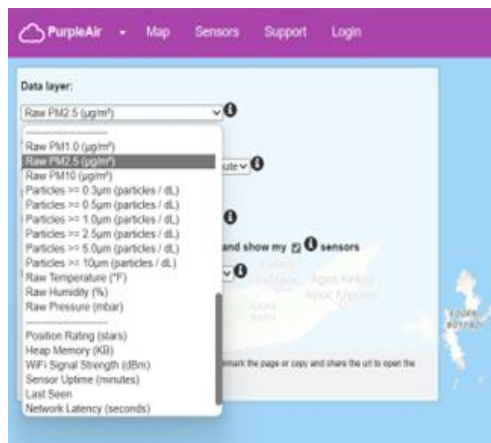 PurpleAir Map Sensors Support Login
Data layer:
Raw PM2.5 (µg/m³)
Raw PM1.0 (µg/m³)
Raw PM2.5 (µg/m³)
Raw PM10 (µg/m³)
Particles >= 0.3µm (particles / dL)
Particles >= 0.5µm (particles / dL)
Particles >= 1.0µm (particles / dL)
Particles >= 2.5µm (particles / dL)
Particles >= 5.0µm (particles / dL)
and show my sensors
Particles >= 10µm (particles / dL)
Raw Temperature (°F)
Raw Humidity (%)
Raw Pressure (mbar)
Position Rating (stars)
Heap Memory (KB)
WiFi Signal Strength (dBm)
mark the page or copy and share the url to open the
Sensor Uptime (minutes)
Last Seen
Network Latency (seconds)